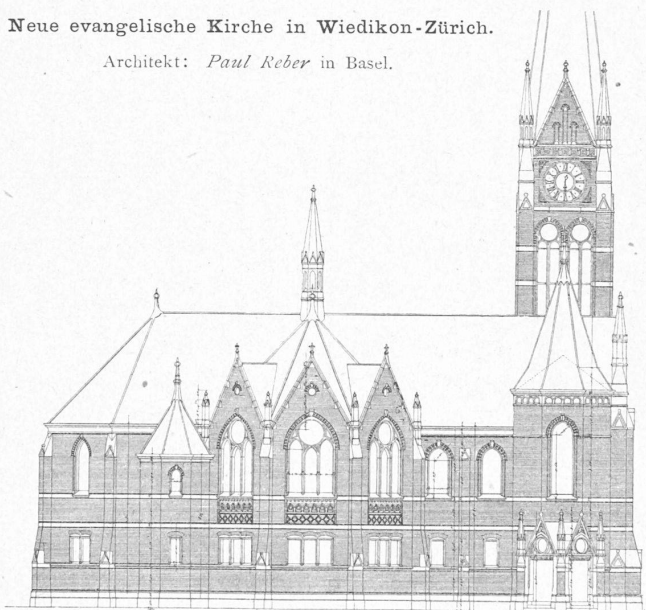 Neue evangelische Kirche in Wiedikon-Zürich.
Architekt: Paul Reber in Basel.